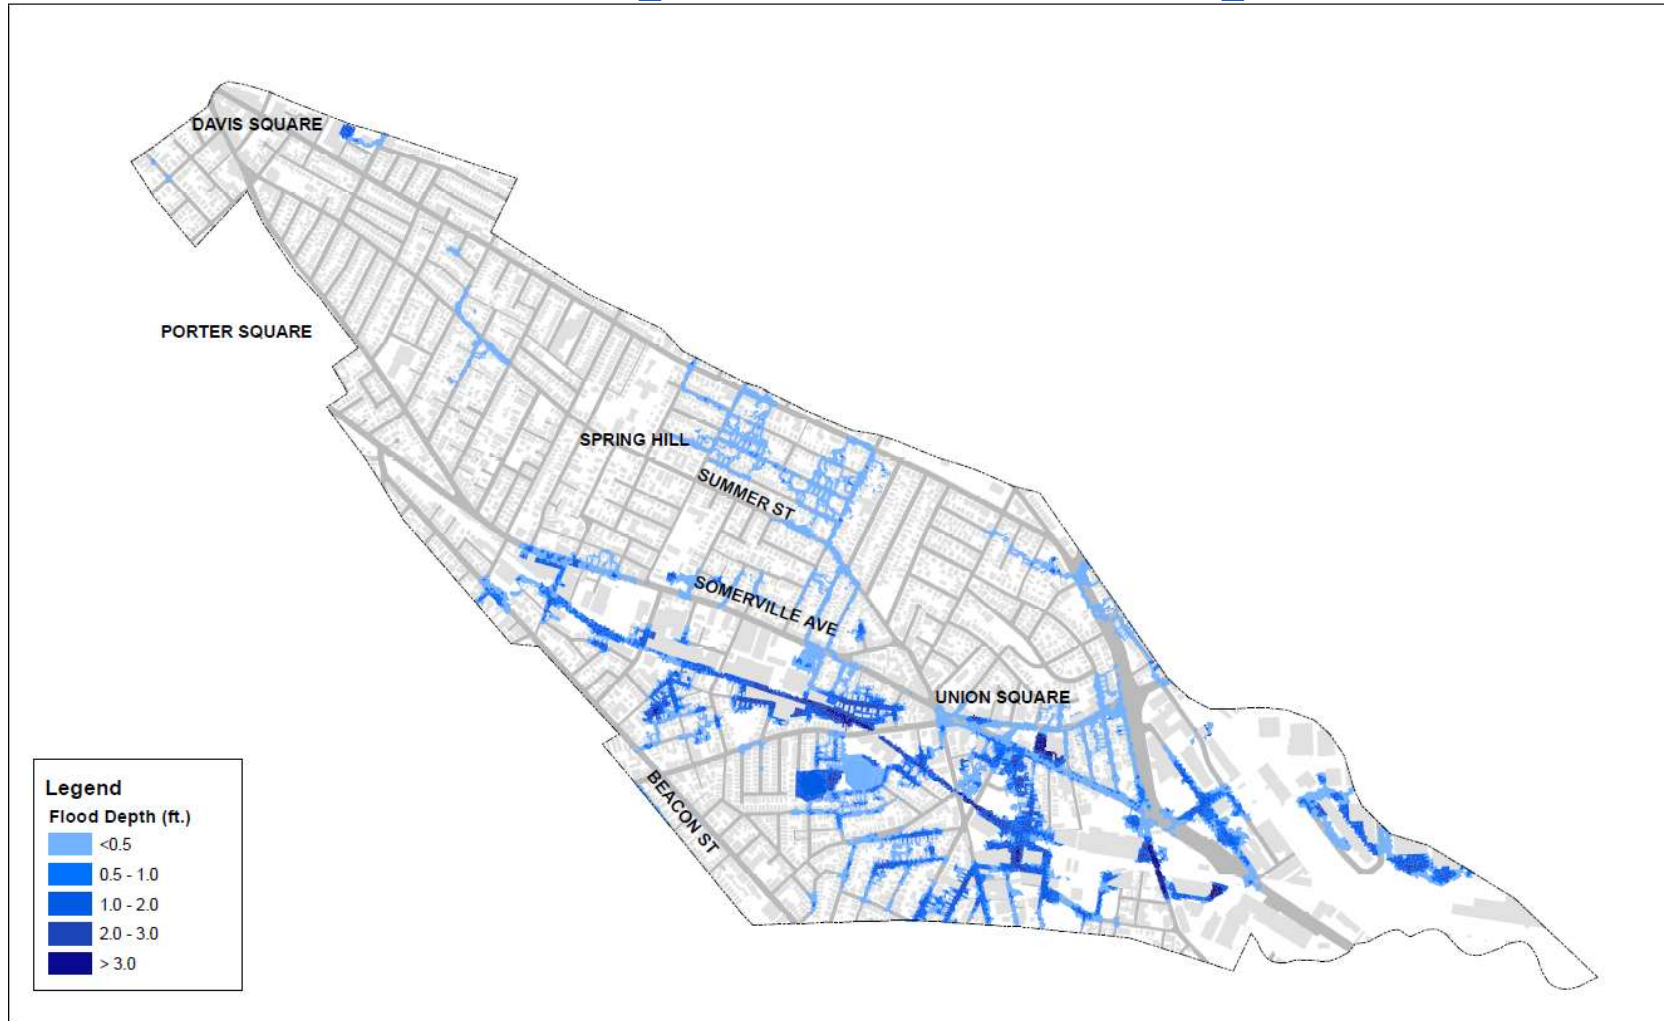 DAVIS SQUARE
PORTER SQUARE
SPRING HILL
SUMMER ST
SOMERVILLE AVE
UNION SQUARE
BEACON ST
Legend
Flood Depth (ft.)
<0.5
0.5 - 1.0
1.0 - 2.0
2.0 - 3.0
> 3.0